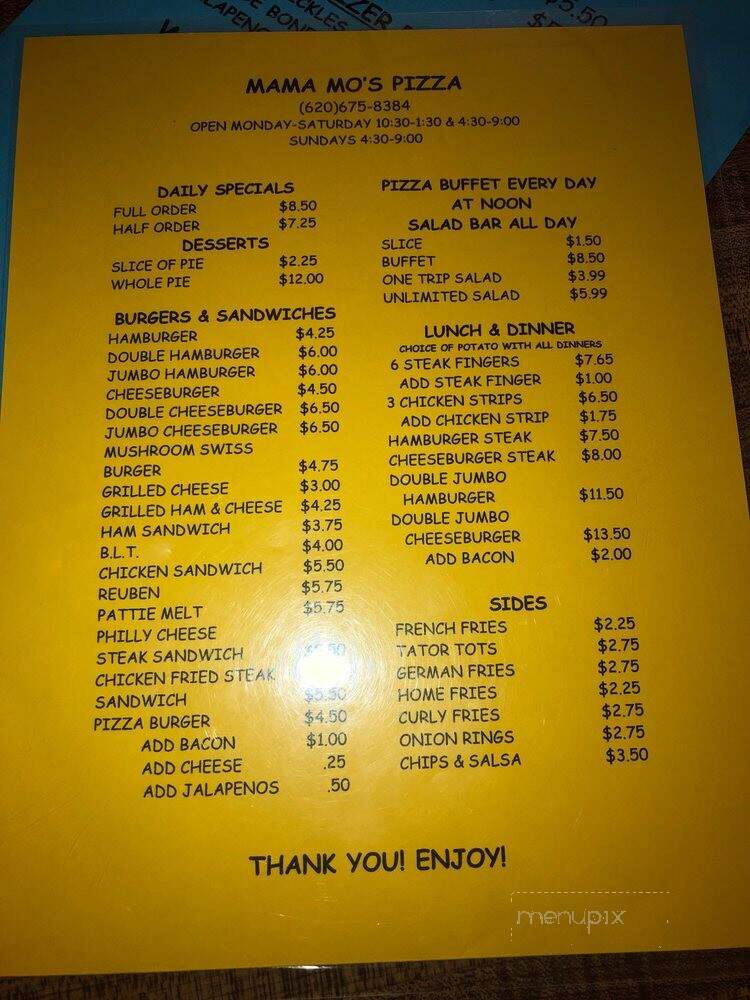 MAMA MO'S PIZZA
(620)675-8384
OPEN MONDAY-SATURDAY 10:30-1:30 & 4:30-9:00
SUNDAYS 4:30-9:00
DAILY SPECIALS
FULL ORDER $8.50
HALF ORDER $7.25
DESSERTS
SLICE OF PIE $2.25
WHOLE PIE $12.00
BURGERS & SANDWICHES
HAMBURGER $4.25
DOUBLE HAMBURGER $6.00
JUMBO HAMBURGER $6.00
CHEESEBURGER $4.50
DOUBLE CHEESEBURGER $6.50
JUMBO CHEESEBURGER $6.50
MUSHROOM SWISS
BURGER $4.75
GRILLED CHEESE $3.00
GRILLED HAM & CHEESE $4.25
HAM SANDWICH $3.75
B.L.T. $4.00
CHICKEN SANDWICH $5.50
REUBEN $5.75
PATTIE MELT $5.75
PHILLY CHEESE
STEAK SANDWICH
CHICKEN FRIED STEAK
SANDWICH $5.50
PIZZA BURGER $4.50
ADD BACON $1.00
ADD CHEESE .25
ADD JALAPENOS .50
PIZZA BUFFET EVERY DAY
AT NOON
SALAD BAR ALL DAY
SLICE $1.50
BUFFET $8.50
ONE TRIP SALAD $3.99
UNLIMITED SALAD $5.99
LUNCH & DINNER
CHOICE OF POTATO WITH ALL DINNERS
6 STEAK FINGERS $7.65
ADD STEAK FINGER $1.00
3 CHICKEN STRIPS $6.50
ADD CHICKEN STRIP $1.75
HAMBURGER STEAK $7.50
CHEESEBURGER STEAK $8.00
DOUBLE JUMBO
HAMBURGER $11.50
DOUBLE JUMBO
CHEESEBURGER $13.50
ADD BACON $2.00
SIDES
FRENCH FRIES $2.25
TATOR TOTS $2.75
GERMAN FRIES $2.75
HOME FRIES $2.25
CURLY FRIES $2.75
ONION RINGS $2.75
CHIPS & SALSA $3.50
THANK YOU! ENJOY!
menupix